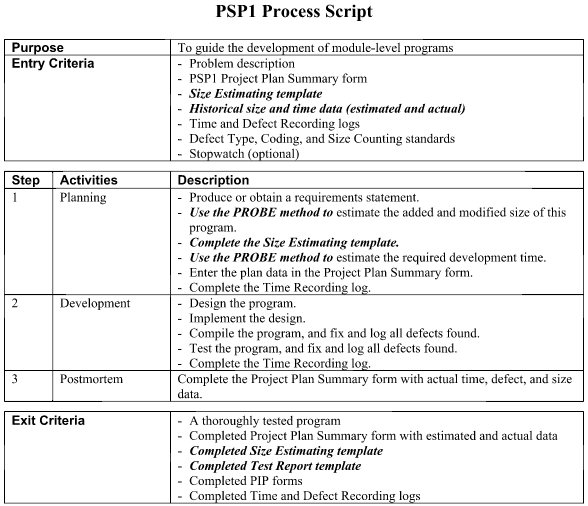 PSP1 Process Script
Purpose To guide the development of module-level programs
Entry Criteria - Problem description
- PSP1 Project Plan Summary form
- Size Estimating template
- Historical size and time data (estimated and actual)
- Time and Defect Recording logs
- Defect Type, Coding, and Size Counting standards
- Stopwatch (optional)
Step Activities Description
1 Planning - Produce or obtain a requirements statement.
- Use the PROBE method to estimate the added and modified size of this
program.
- Complete the Size Estimating template.
- Use the PROBE method to estimate the required development time.
- Enter the plan data in the Project Plan Summary form.
- Complete the Time Recording log.
2 Development - Design the program.
- Implement the design.
- Compile the program, and fix and log all defects found.
- Test the program, and fix and log all defects found.
- Complete the Time Recording log.
3 Postmortem Complete the Project Plan Summary form with actual time, defect, and size
data.
Exit Criteria - A thoroughly tested program
- Completed Project Plan Summary form with estimated and actual data
- Completed Size Estimating template
- Completed Test Report template
- Completed PIP forms
- Completed Time and Defect Recording logs